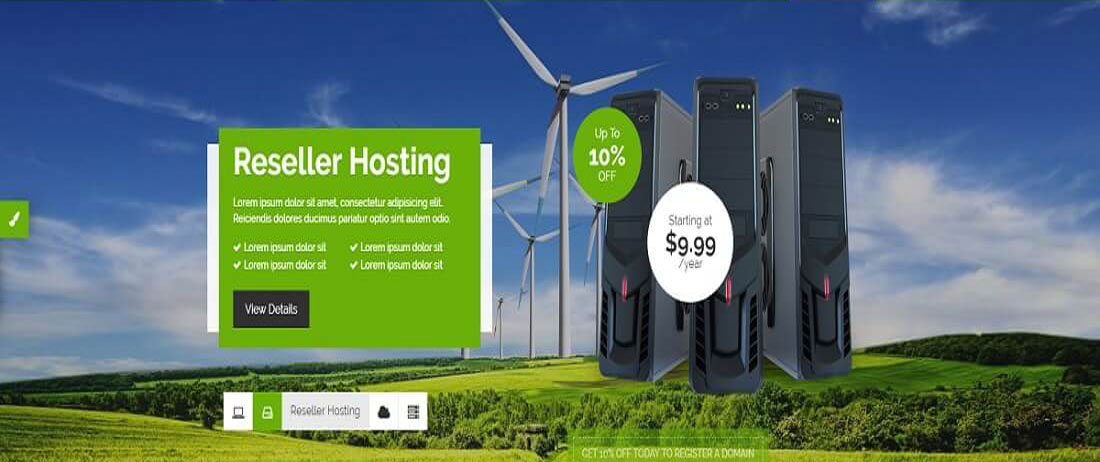 Reseller Hosting
Lorem ipsum dolor sit amet, consectetur adipisicing elit.
Reiciendis dolores ducimus pariatur optio sint autem odio.
Lorem ipsum dolor sit
Lorem ipsum dolor sit
Lorem ipsum dolor sit
Lorem ipsum dolor sit
View Details
Up To
10%
OFF
Starting at
$9.99
/year
Reseller Hosting
GET 10% OFF TODAY TO REGISTER A DOMAIN